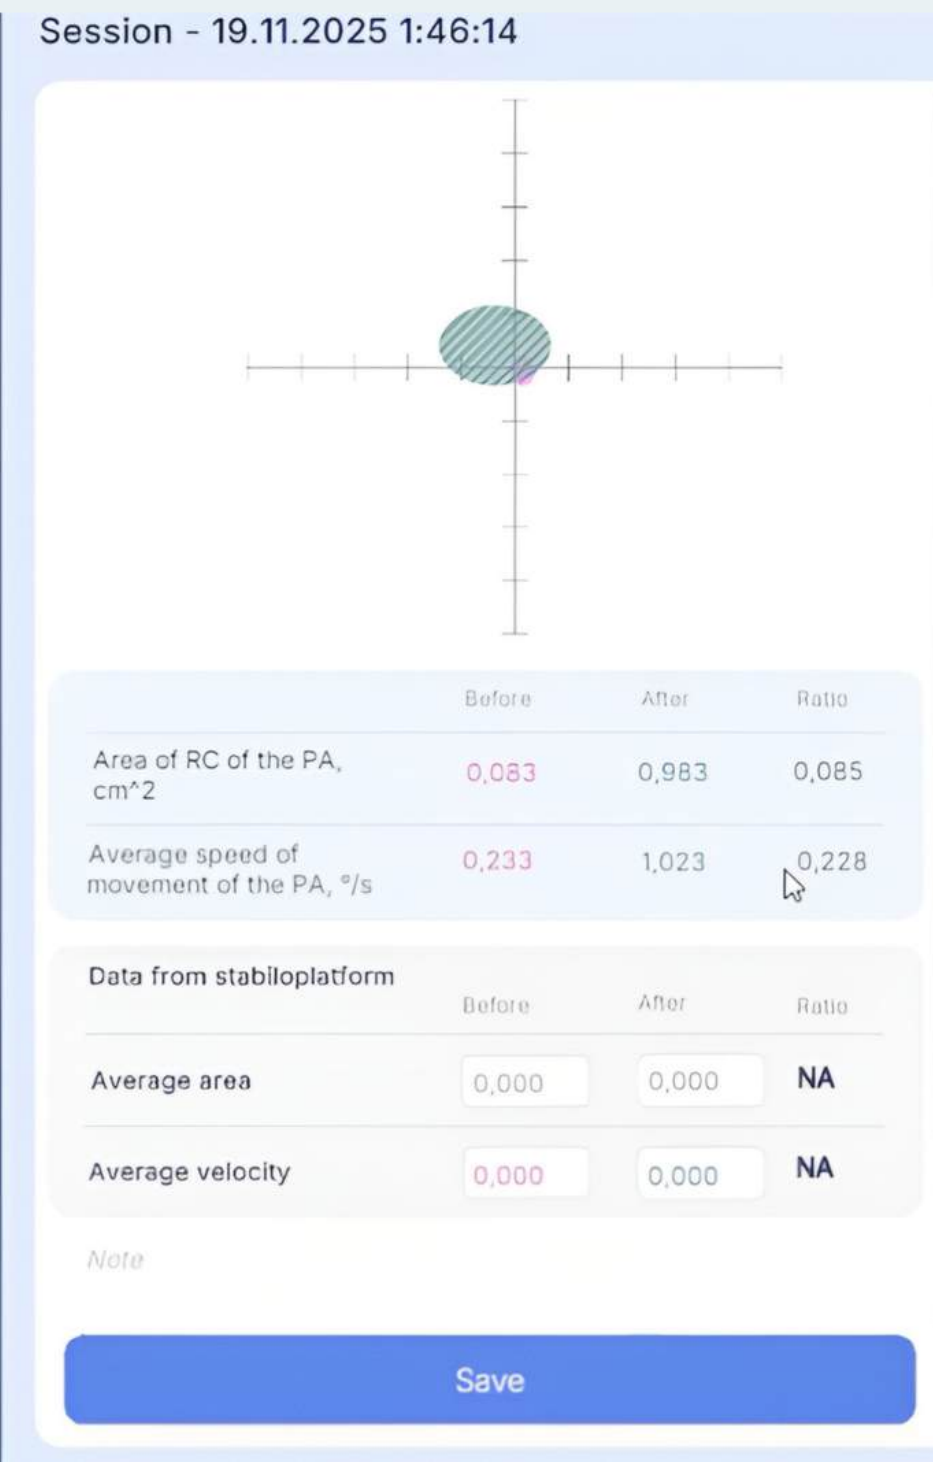 Session - 19.11.2025 1:46:14
Before After Ratio
Area of RC of the PA,
cm^2
0,083 0,983 0,085
Average speed of
movement of the PA, º/s
0,233 1,023 0,228
Data from stabiloplatform
Before After Ratio
Average area 0,000 0,000 NA
Average velocity 0,000 0,000 NA
Note
Save